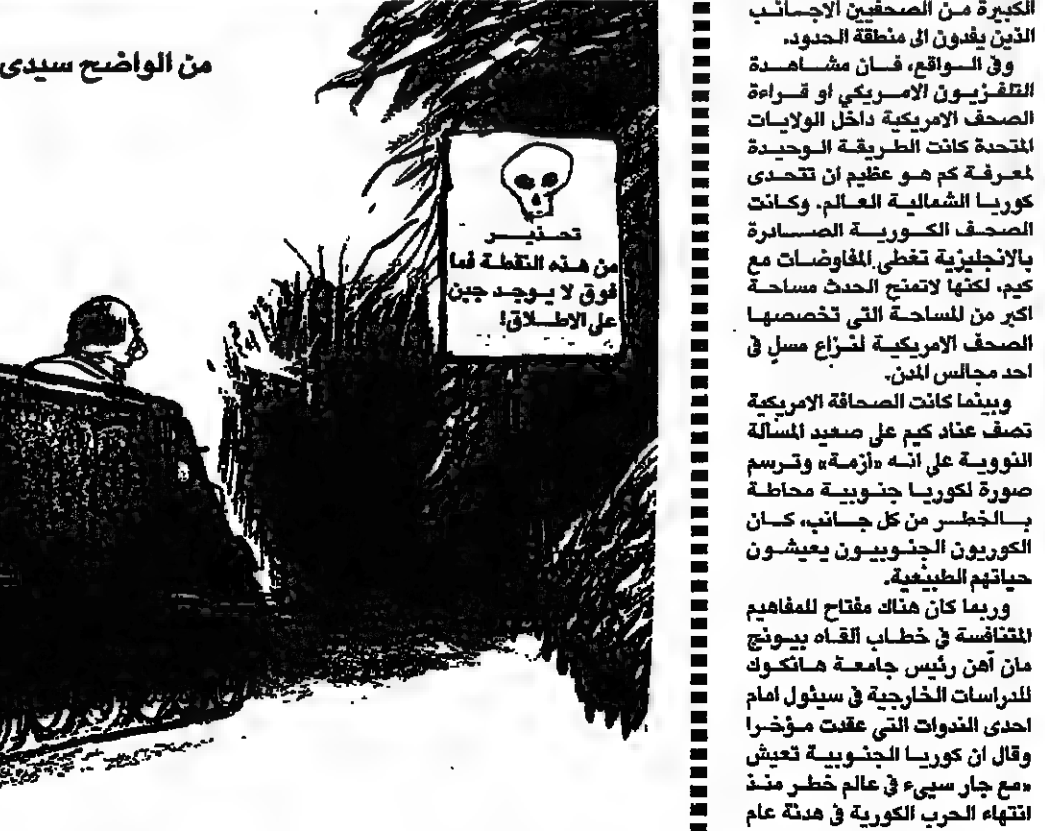 الكبيرة من الصحفيين الاجانب
الذين يفدون الى منطقة الحدود.
وفي الواقع، فان مشاهدة
التلفزيون الامريكي او قراءة
الصحف الامريكية داخل الولايات
المتحدة كانت الطريقة الوحيدة
لمعرفة كم هو عظيم ان تتحدى
كوريا الشمالية العالم. وكانت
الصحف الكورية الصادرة
بالانجليزية تغطي المفاوضات مع
كيم، لكنها لاتمنح الحدث مساحة
اكبر من المساحة التي تخصصها
الصحف الامريكية لنزاع مسل في
احد مجالس المدن.
وبينما كانت الصحافة الامريكية
تصف عناد كيم على صعيد المسالة
النووية على انه «أزمة» وترسم
صورة لكوريا جنوبية محاطة
بالخطر من كل جانب، كان
الكوريون الجنوبيون يعيشون
حياتهم الطبيعية.
وربما كان هناك مفتاح للمفاهيم
المتنافسة في خطاب ألقاه بيونج
مان آهن رئيس جامعة هانكوك
للدراسات الخارجية في سيئول امام
احدى الندوات التي عقدت مؤخرا
وقال ان كوريا الجنوبية تعيش
«مع جار سييء في عالم خطر منذ
انتهاء الحرب الكورية في هدنة عام
من الواضح سيدى
تحذير
من هذه النقطة فما
فوق لا يوجد جبن
على الاطلاق!